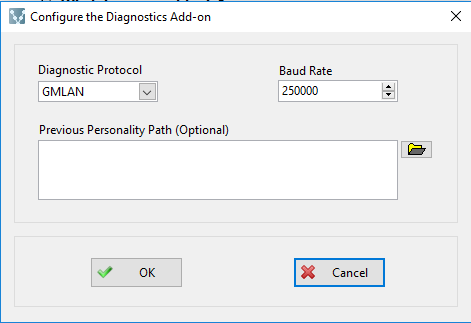 Configure the Diagnostics Add-on
Diagnostic Protocol
Baud Rate
GMLAN
250000
Previous Personality Path (Optional)
OK
Cancel